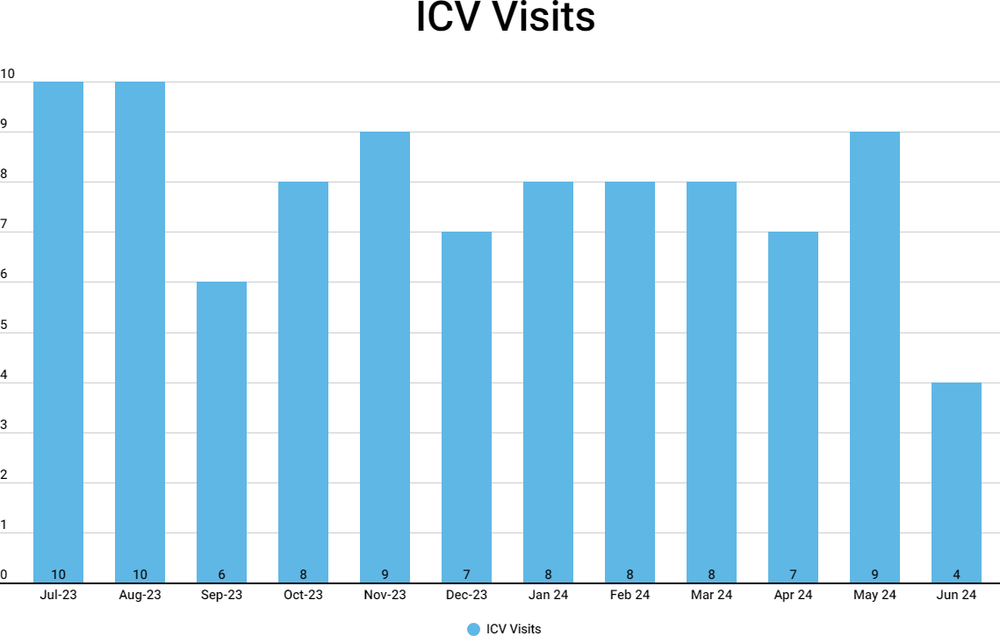 ICV Visits
10
9
8
7
6
5
4
3
2
1
0
10 10 6 8 9 7 8 8 8 7 9 4
Jul-23 Aug-23 Sep-23 Oct-23 Nov-23 Dec-23 Jan 24 Feb 24 Mar 24 Apr 24 May 24 Jun 24
ICV Visits